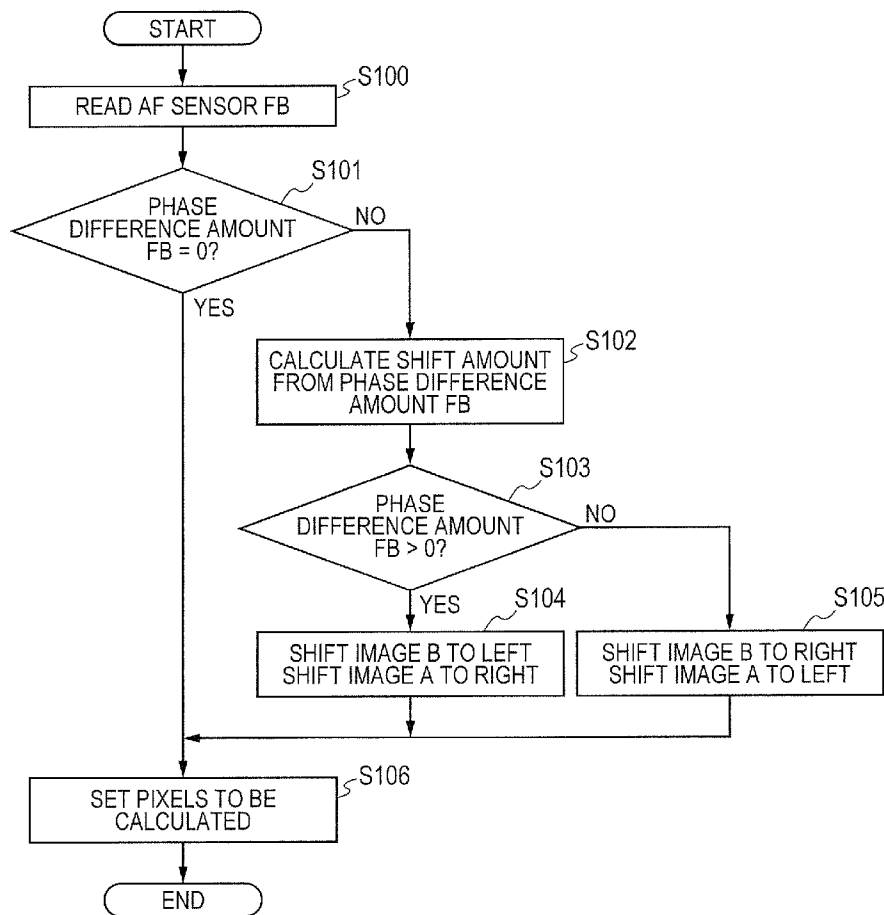 START
S100
READ AF SENSOR FB
S101
PHASE
DIFFERENCE AMOUNT
FB = 0?
NO
YES
S102
CALCULATE SHIFT AMOUNT
FROM PHASE DIFFERENCE
AMOUNT FB
S103
PHASE
DIFFERENCE AMOUNT
FB > 0?
NO
YES
S104
SHIFT IMAGE B TO LEFT
SHIFT IMAGE A TO RIGHT
S105
SHIFT IMAGE B TO RIGHT
SHIFT IMAGE A TO LEFT
S106
SET PIXELS TO BE
CALCULATED
END